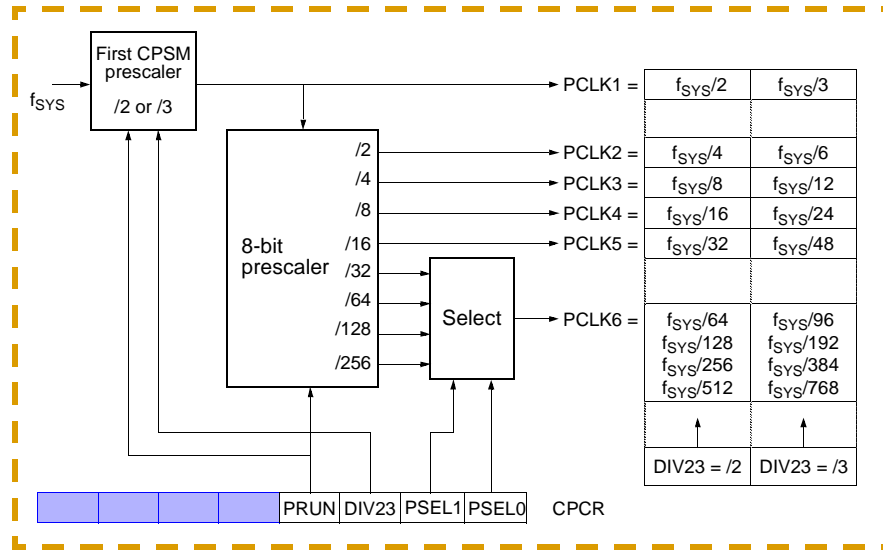 First CPSM
prescaler
/2 or /3
fSYS
PCLK1 = fSYS/2 fSYS/3
/2 PCLK2 = fSYS/4 fSYS/6
/4 PCLK3 = fSYS/8 fSYS/12
/8 PCLK4 = fSYS/16 fSYS/24
/16 PCLK5 = fSYS/32 fSYS/48
8-bit
prescaler
/32
/64
/128
/256
Select
PCLK6 = fSYS/64 fSYS/96
fSYS/128 fSYS/192
fSYS/256 fSYS/384
fSYS/512 fSYS/768
DIV23 = /2 DIV23 = /3
PRUN DIV23 PSEL1 PSEL0 CPCR